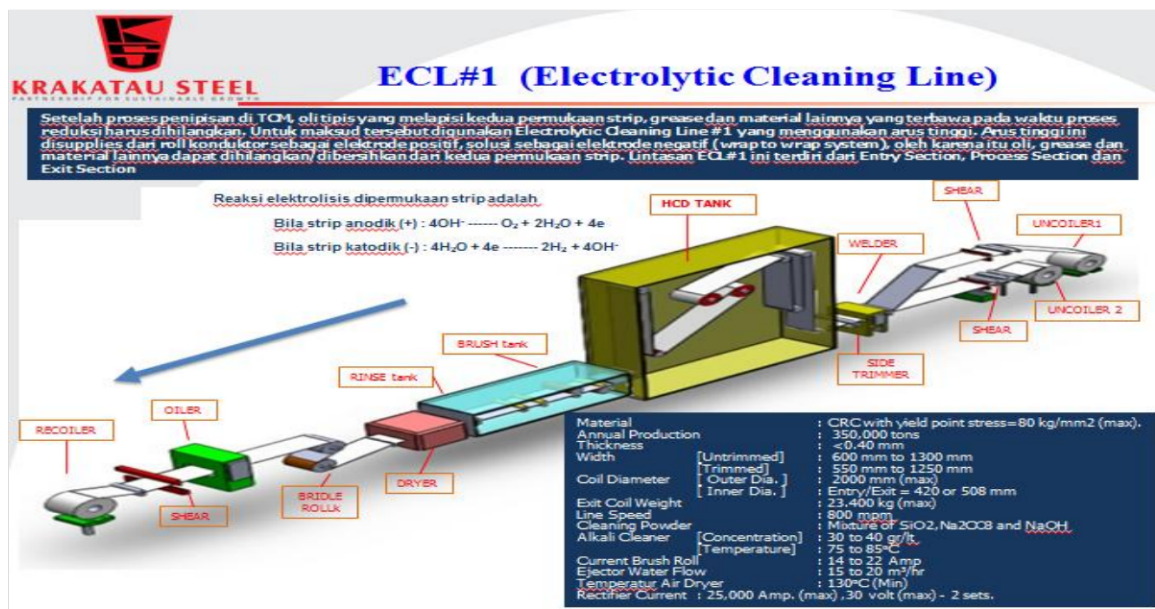 KRAKATAU STEEL
PARTNERSHIP FOR SUSTAINABLE GROWTH
ECL#1 (Electrolytic Cleaning Line)
Setelah proses penipisan di TCM, oli tipis yang melapisi kedua permukaan strip, grease dan material lainnya yang terbawa pada waktu proses
reduksi harus dihilangkan. Untuk maksud tersebut digunakan Electrolytic Cleaning Line #1 yang menggunakan arus tinggi. Arus tinggi ini
disupplies dari roll konduktor sebagai elektrode positif, solusi sebagai elektrode negatif (wrap to wrap system), oleh karena itu oli, grease dan
material lainnya dapat dihilangkan/dibersihkan dari kedua permukaan strip. Lintasan ECL#1 ini terdiri dari Entry Section, Process Section dan
Exit Section
Reaksi elektrolisis dipermukaan strip adalah
Bila strip anodik (+) : 4OH⁻ ------ O₂ + 2H₂O + 4e
Bila strip katodik (-) : 4H₂O + 4e ------- 2H₂ + 4OH⁻
HCD TANK
SHEAR
UNCOILER1
WELDER
UNCOILER 2
SHEAR
SIDE
TRIMMER
BRUSH tank
RINSE tank
OILER
RECOILER
DRYER
BRIDLE
ROLLk
SHEAR
Material : CRC with yield point stress=80 kg/mm2 (max).
Annual Production : 350,000 tons
Thickness : <0.40 mm
Width [Untrimmed] : 600 mm to 1300 mm
[Trimmed] : 550 mm to 1250 mm
Coil Diameter [ Outer Dia. ] : 2000 mm (max)
[ Inner Dia. ] : Entry/Exit = 420 or 508 mm
Exit Coil Weight : 23.400 kg (max)
Line Speed : 800 mpm
Cleaning Powder : Mixture of SiO2,Na2CO8 and NaOH
Alkali Cleaner [Concentration] : 30 to 40 gr/lt
[Temperature] : 75 to 85°C
Current Brush Roll : 14 to 22 Amp
Ejector Water Flow : 15 to 20 m³/hr
Temperatur Air Dryer : 130°C (Min)
Rectifier Current : 25,000 Amp. (max) ,30 volt (max) - 2 sets.